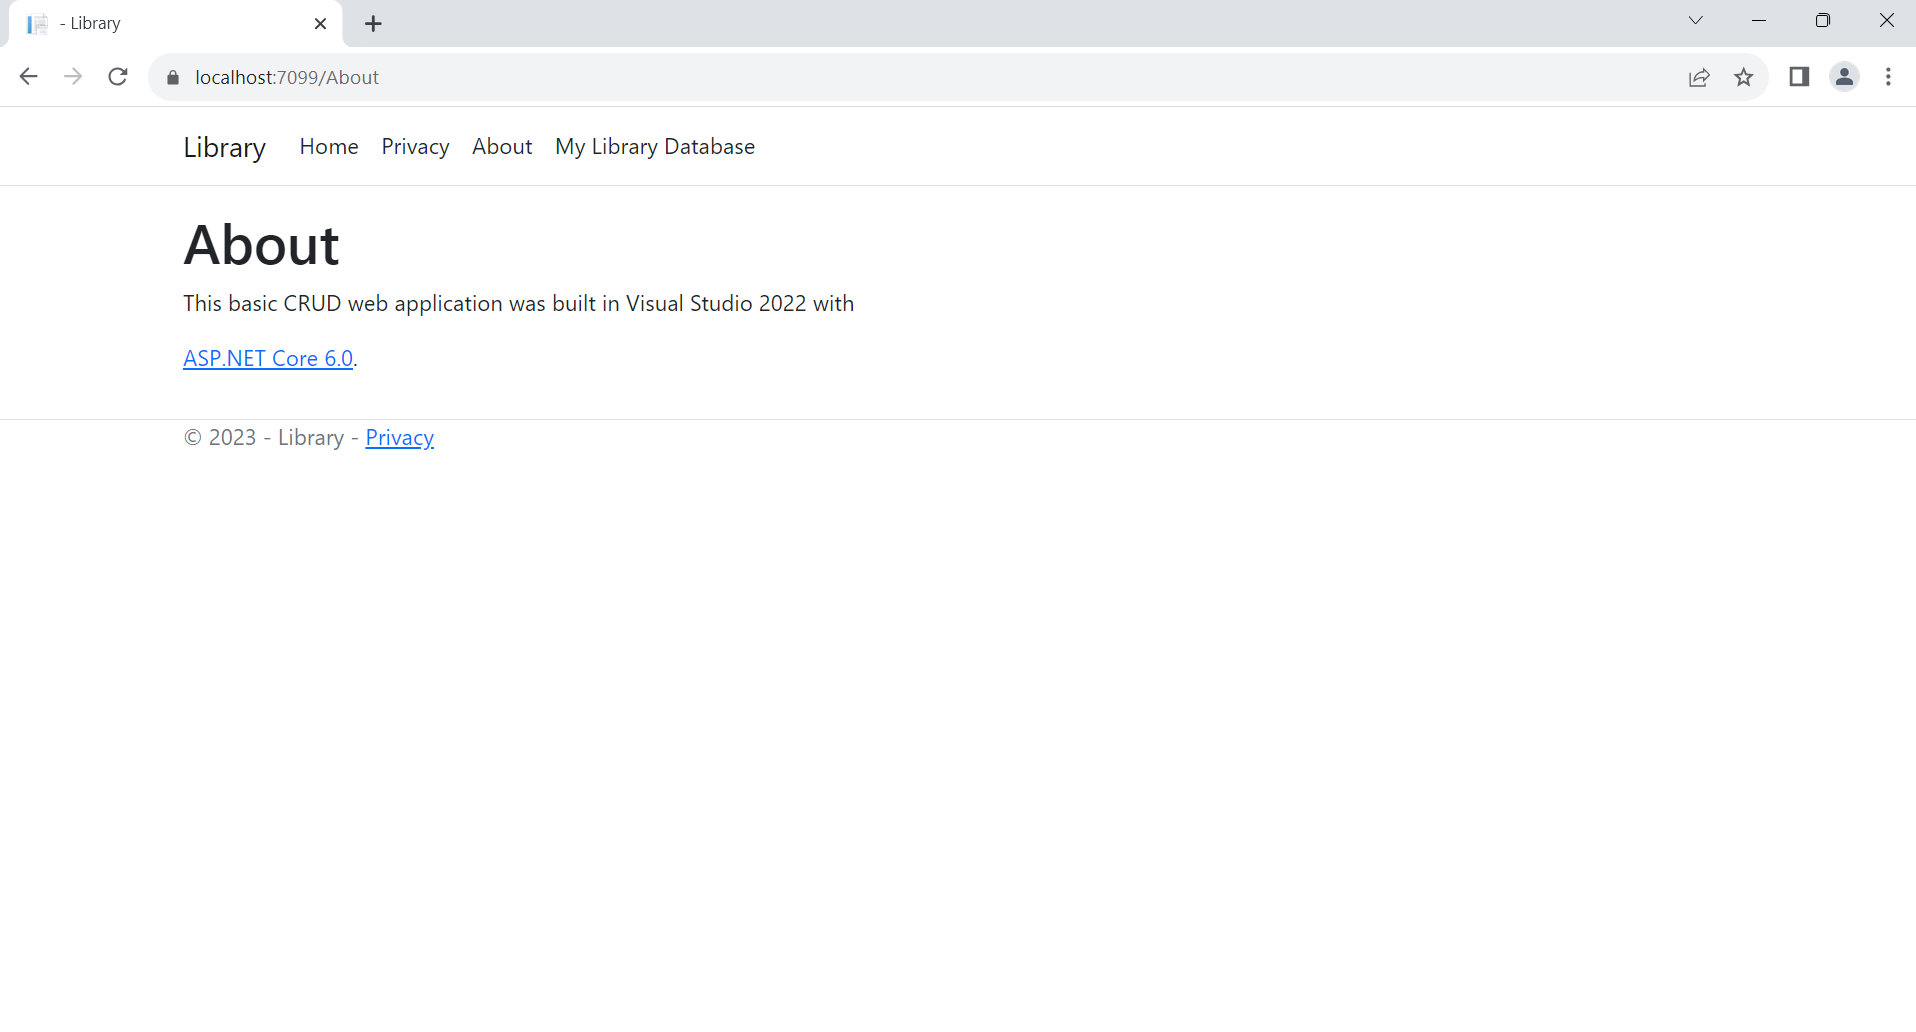 - Library
localhost:7099/About
Library Home Privacy About My Library Database
About
This basic CRUD web application was built in Visual Studio 2022 with
ASP.NET Core 6.0.
© 2023 - Library - Privacy